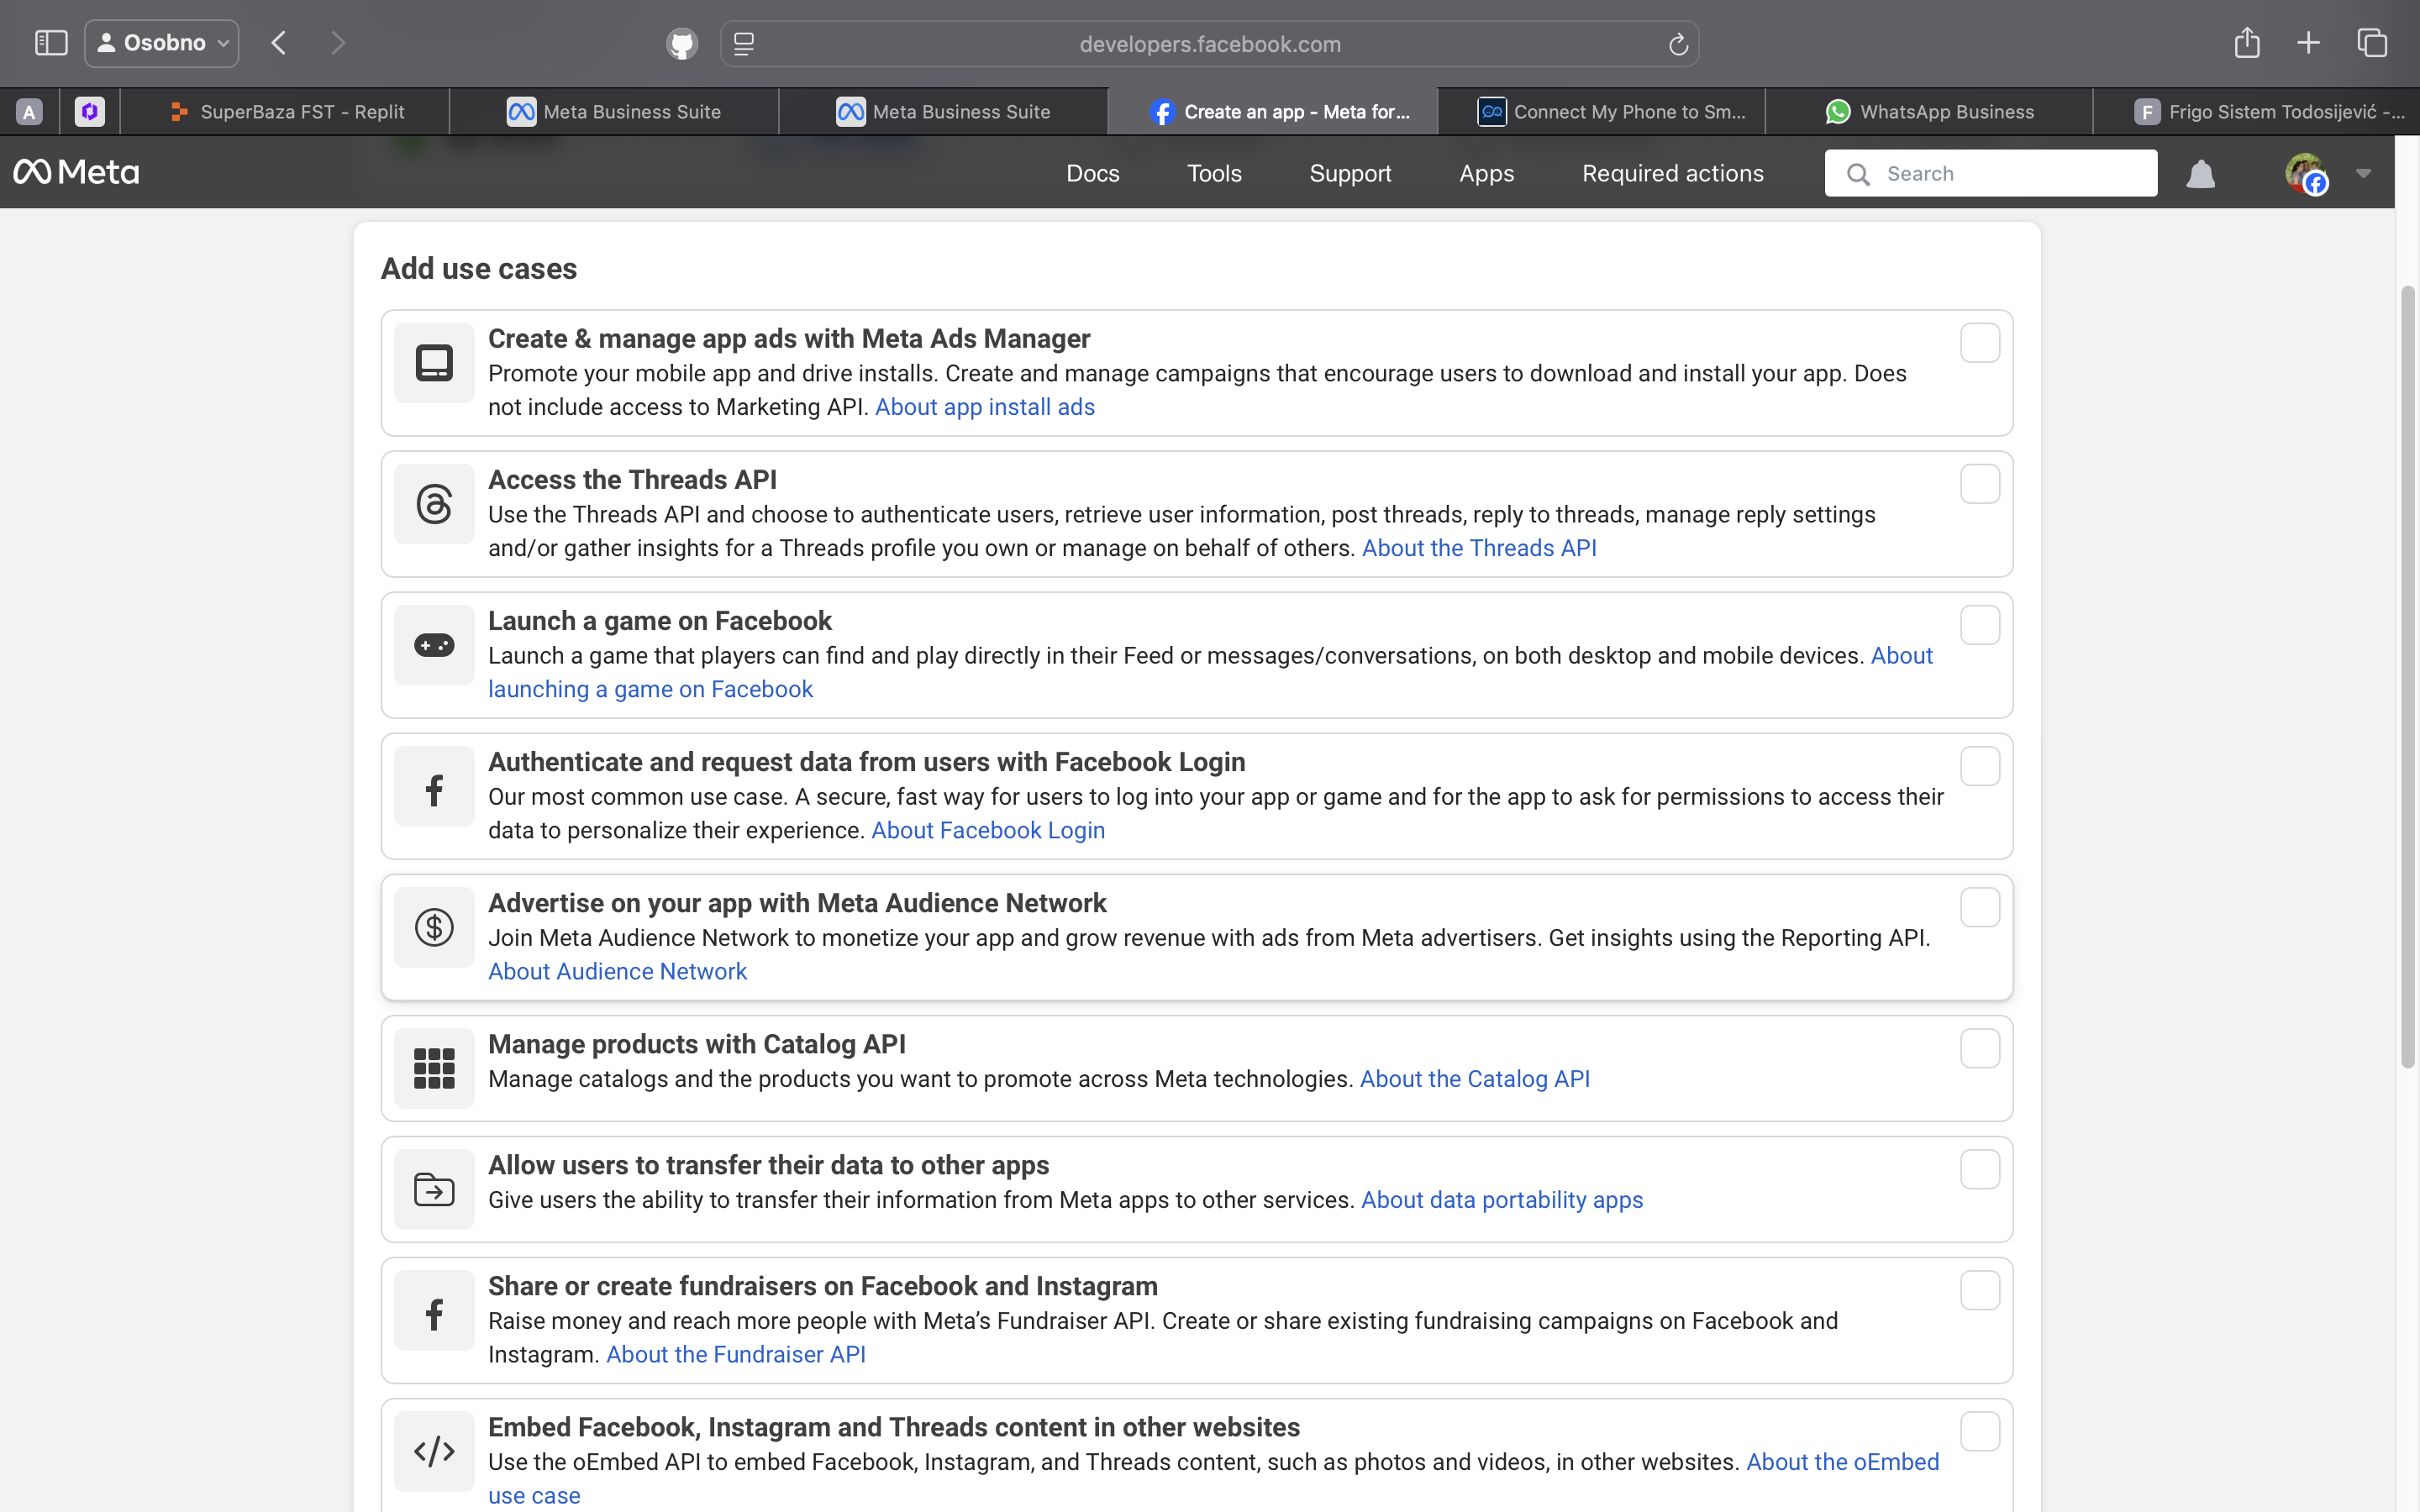 Osobno
developers.facebook.com
A
SuperBaza FST - Replit
Meta Business Suite
Meta Business Suite
Create an app - Meta for...
Connect My Phone to Sm...
WhatsApp Business
F
Frigo Sistem Todosijević -...
Meta
Docs
Tools
Support
Apps
Required actions
Search
Add use cases
Create & manage app ads with Meta Ads Manager
Promote your mobile app and drive installs. Create and manage campaigns that encourage users to download and install your app. Does
not include access to Marketing API. About app install ads
Access the Threads API
Use the Threads API and choose to authenticate users, retrieve user information, post threads, reply to threads, manage reply settings
and/or gather insights for a Threads profile you own or manage on behalf of others. About the Threads API
Launch a game on Facebook
Launch a game that players can find and play directly in their Feed or messages/conversations, on both desktop and mobile devices. About
launching a game on Facebook
Authenticate and request data from users with Facebook Login
Our most common use case. A secure, fast way for users to log into your app or game and for the app to ask for permissions to access their
data to personalize their experience. About Facebook Login
Advertise on your app with Meta Audience Network
Join Meta Audience Network to monetize your app and grow revenue with ads from Meta advertisers. Get insights using the Reporting API.
About Audience Network
Manage products with Catalog API
Manage catalogs and the products you want to promote across Meta technologies. About the Catalog API
Allow users to transfer their data to other apps
Give users the ability to transfer their information from Meta apps to other services. About data portability apps
Share or create fundraisers on Facebook and Instagram
Raise money and reach more people with Meta’s Fundraiser API. Create or share existing fundraising campaigns on Facebook and
Instagram. About the Fundraiser API
Embed Facebook, Instagram and Threads content in other websites
Use the oEmbed API to embed Facebook, Instagram, and Threads content, such as photos and videos, in other websites. About the oEmbed
use case